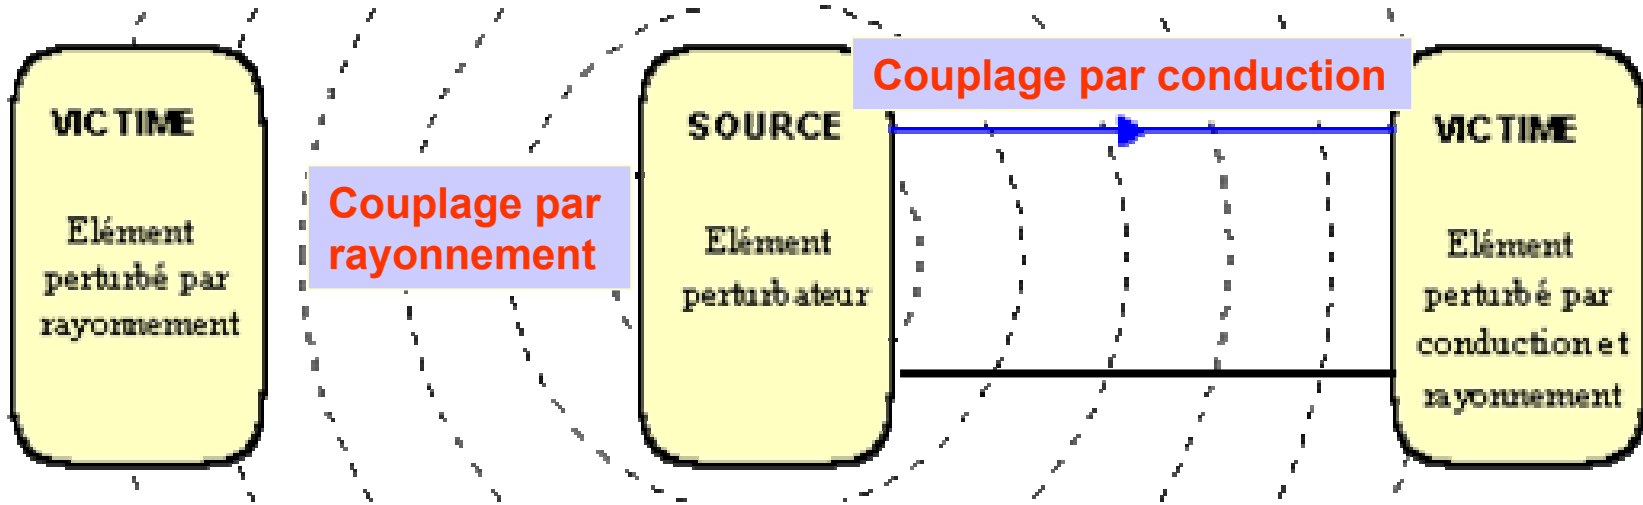 VICTIME
Elément
perturbé par
rayonnement
Couplage par
rayonnement
SOURCE
Elément
perturbateur
Couplage par conduction
VICTIME
Elément
perturbé par
conduction et
rayonnement